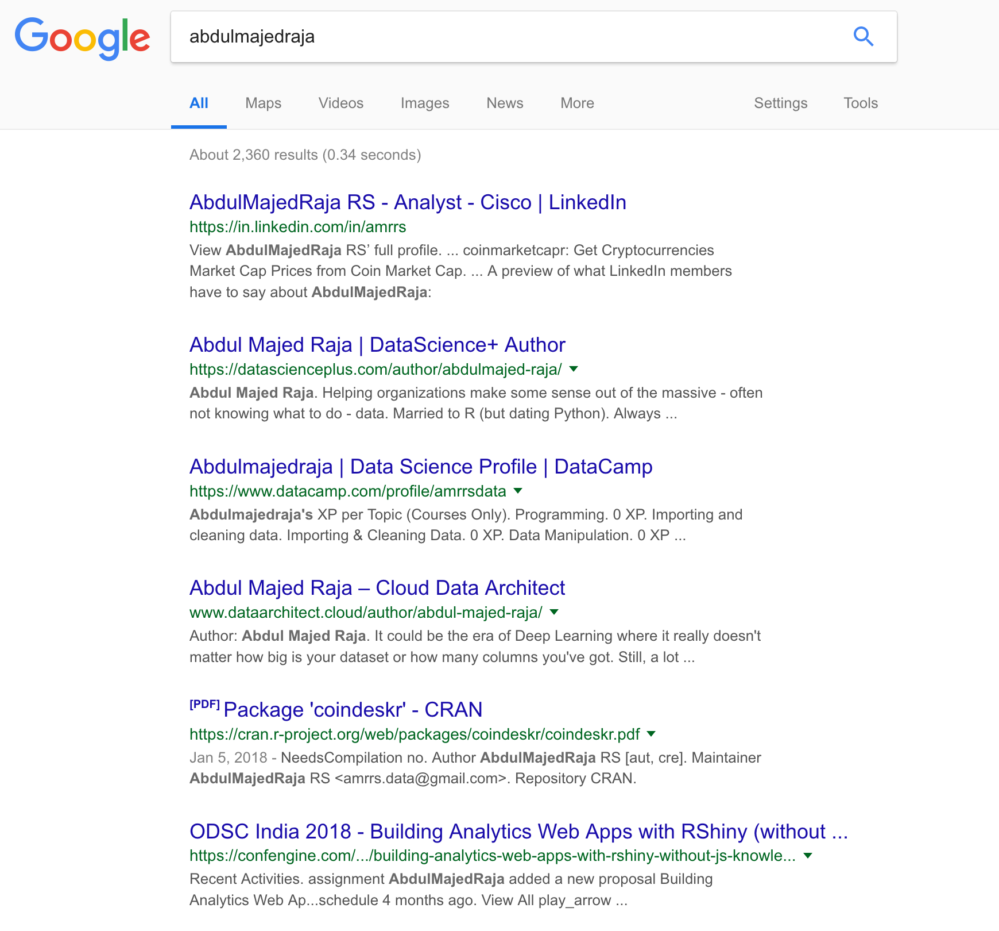 Google
abdulmajedraja
All Maps Videos Images News More Settings Tools
About 2,360 results (0.34 seconds)
AbdulMajedRaja RS - Analyst - Cisco | LinkedIn
https://in.linkedin.com/in/amrrs
View AbdulMajedRaja RS’ full profile. ... coinmarketcapr: Get Cryptocurrencies
Market Cap Prices from Coin Market Cap. ... A preview of what LinkedIn members
have to say about AbdulMajedRaja:
Abdul Majed Raja | DataScience+ Author
https://datascienceplus.com/author/abdulmajed-raja/
Abdul Majed Raja. Helping organizations make some sense out of the massive - often
not knowing what to do - data. Married to R (but dating Python). Always ...
Abdulmajedraja | Data Science Profile | DataCamp
https://www.datacamp.com/profile/amrrsdata
Abdulmajedraja's XP per Topic (Courses Only). Programming. 0 XP. Importing and
cleaning data. Importing & Cleaning Data. 0 XP. Data Manipulation. 0 XP ...
Abdul Majed Raja – Cloud Data Architect
www.dataarchitect.cloud/author/abdul-majed-raja/
Author: Abdul Majed Raja. It could be the era of Deep Learning where it really doesn't
matter how big is your dataset or how many columns you've got. Still, a lot ...
[PDF] Package 'coindeskr' - CRAN
https://cran.r-project.org/web/packages/coindeskr/coindeskr.pdf
Jan 5, 2018 - NeedsCompilation no. Author AbdulMajedRaja RS [aut, cre]. Maintainer
AbdulMajedRaja RS <amrrs.data@gmail.com>. Repository CRAN.
ODSC India 2018 - Building Analytics Web Apps with RShiny (without ...
https://confengine.com/.../building-analytics-web-apps-with-rshiny-without-js-knowle...
Recent Activities. assignment AbdulMajedRaja added a new proposal Building
Analytics Web Ap...schedule 4 months ago. View All play_arrow ...